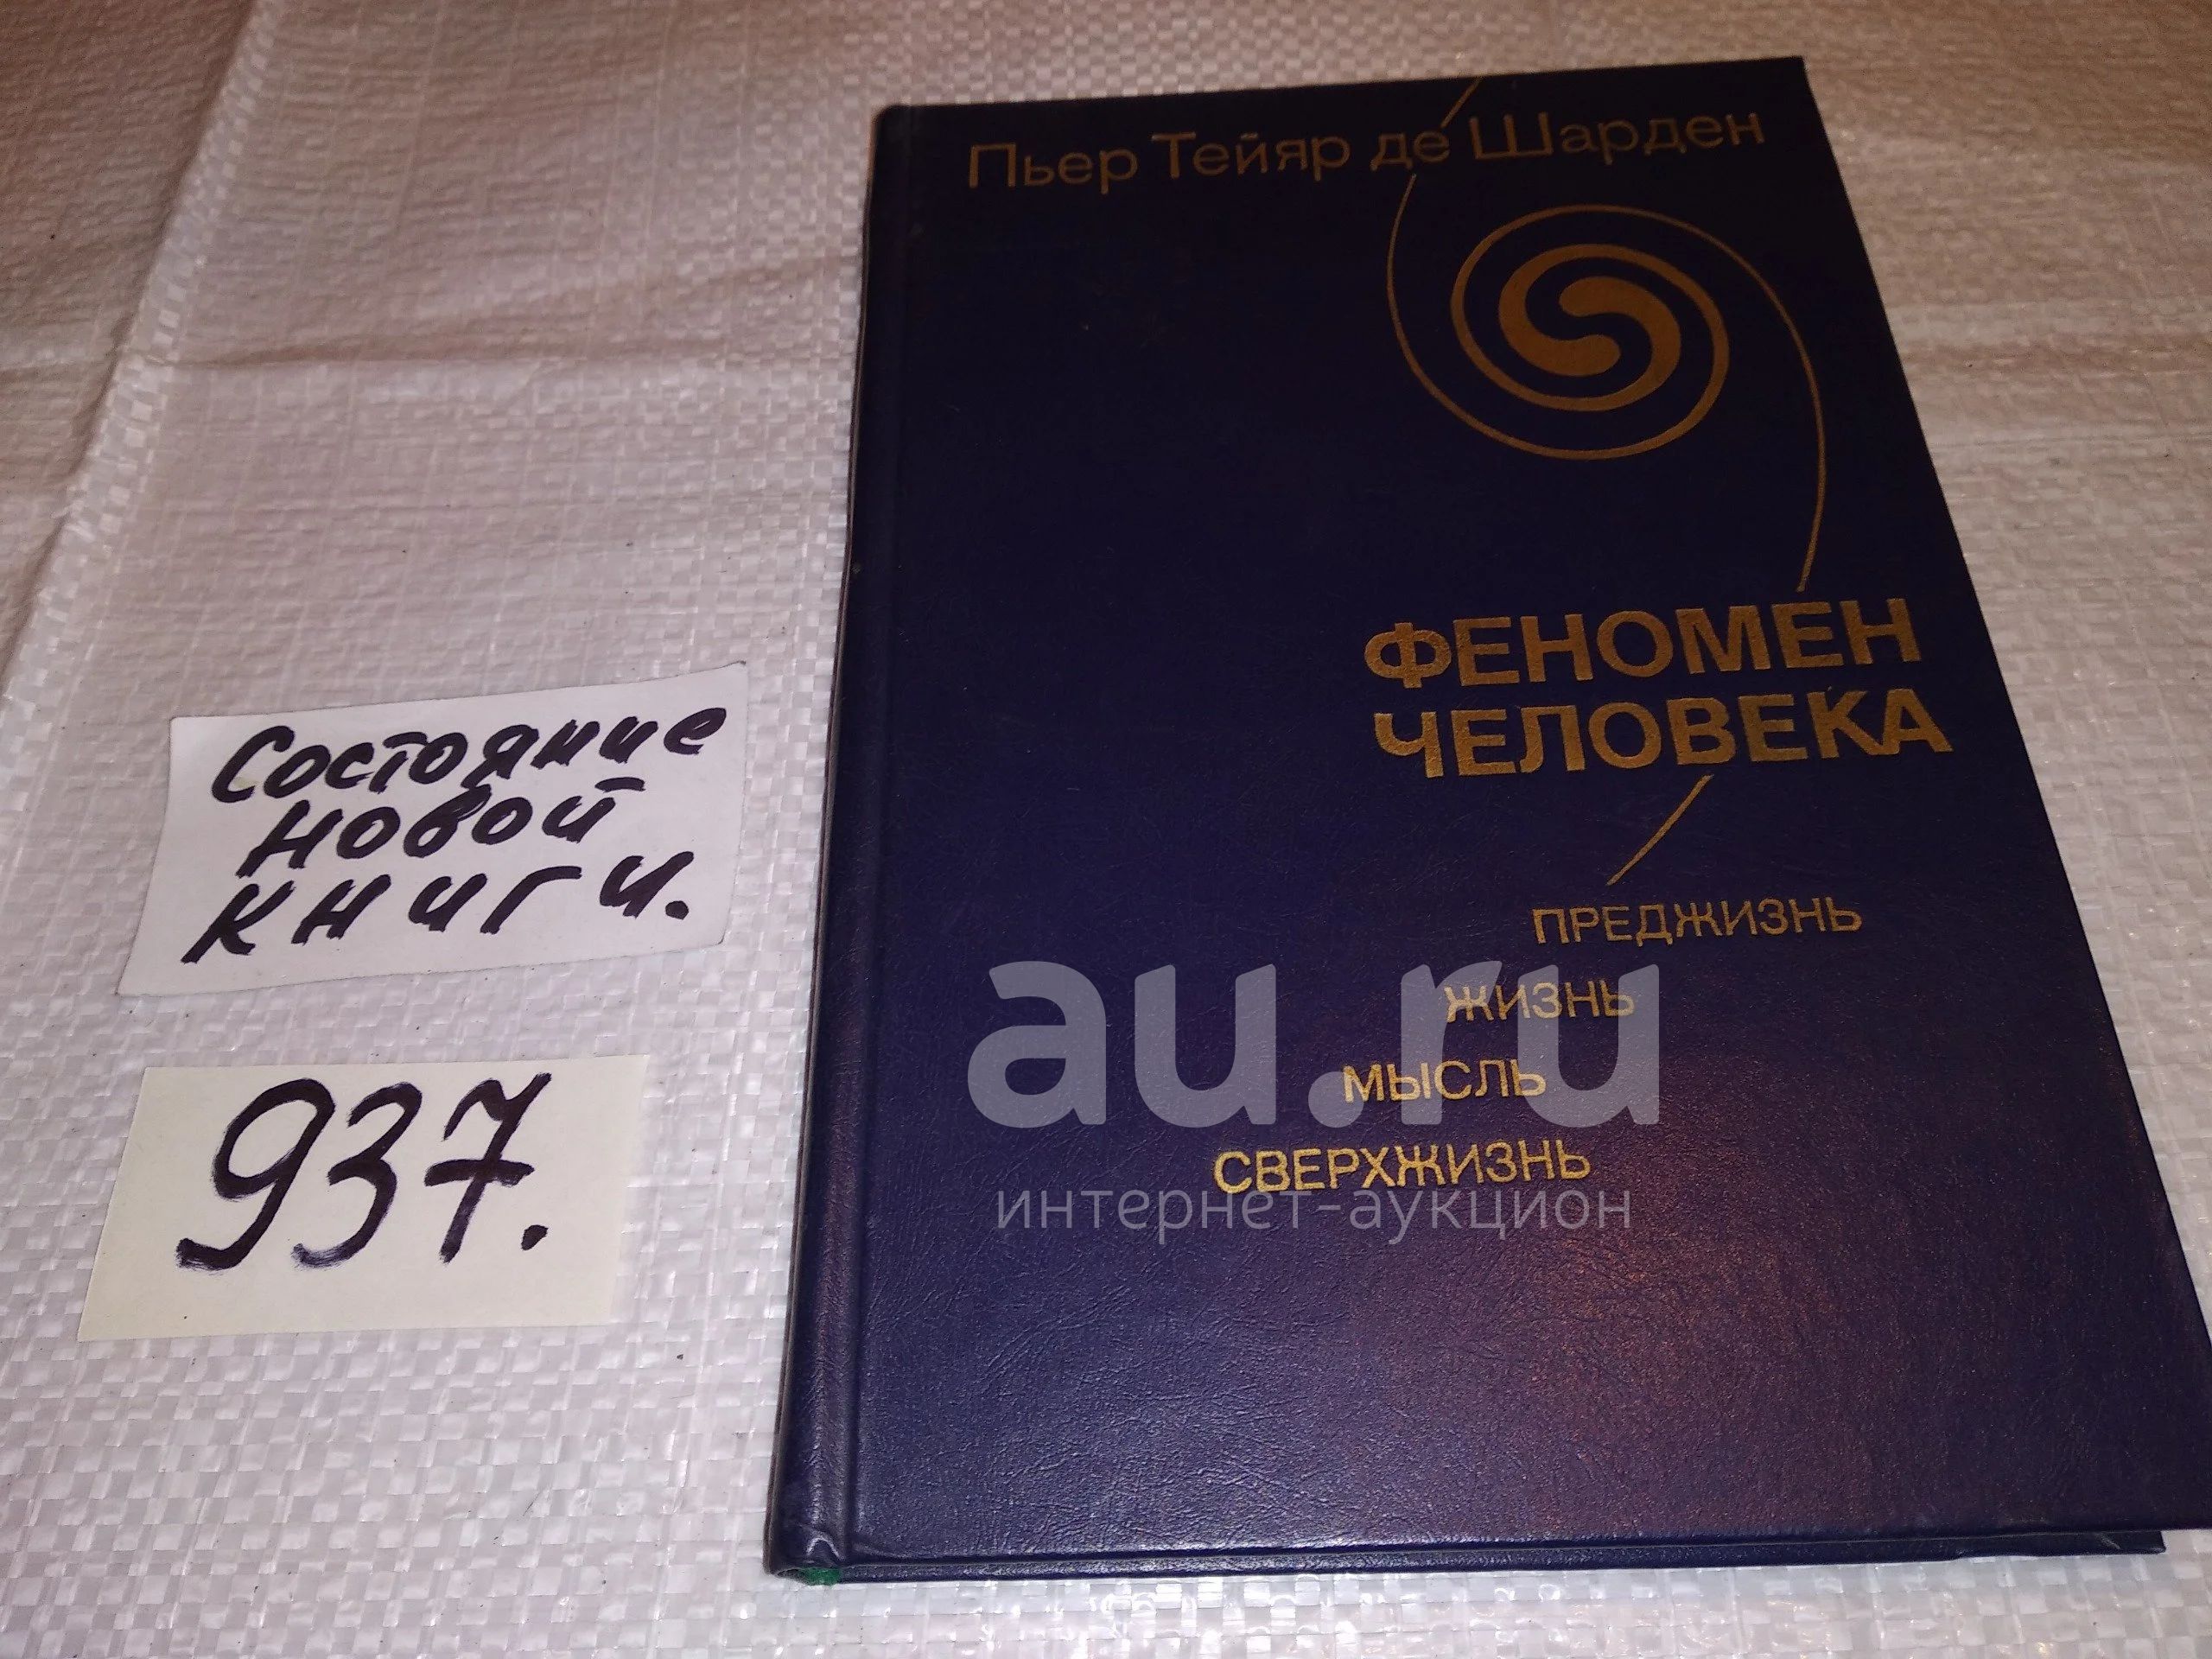 Пьер Тейяр де Шарден
ФЕНОМЕН
ЧЕЛОВЕКА
ПРЕДЖИЗНЬ
ЖИЗНЬ
МЫСЛЬ
СВЕРХЖИЗНЬ
Состояние
новой
книги.
937.
au.ru
интернет-аукцион